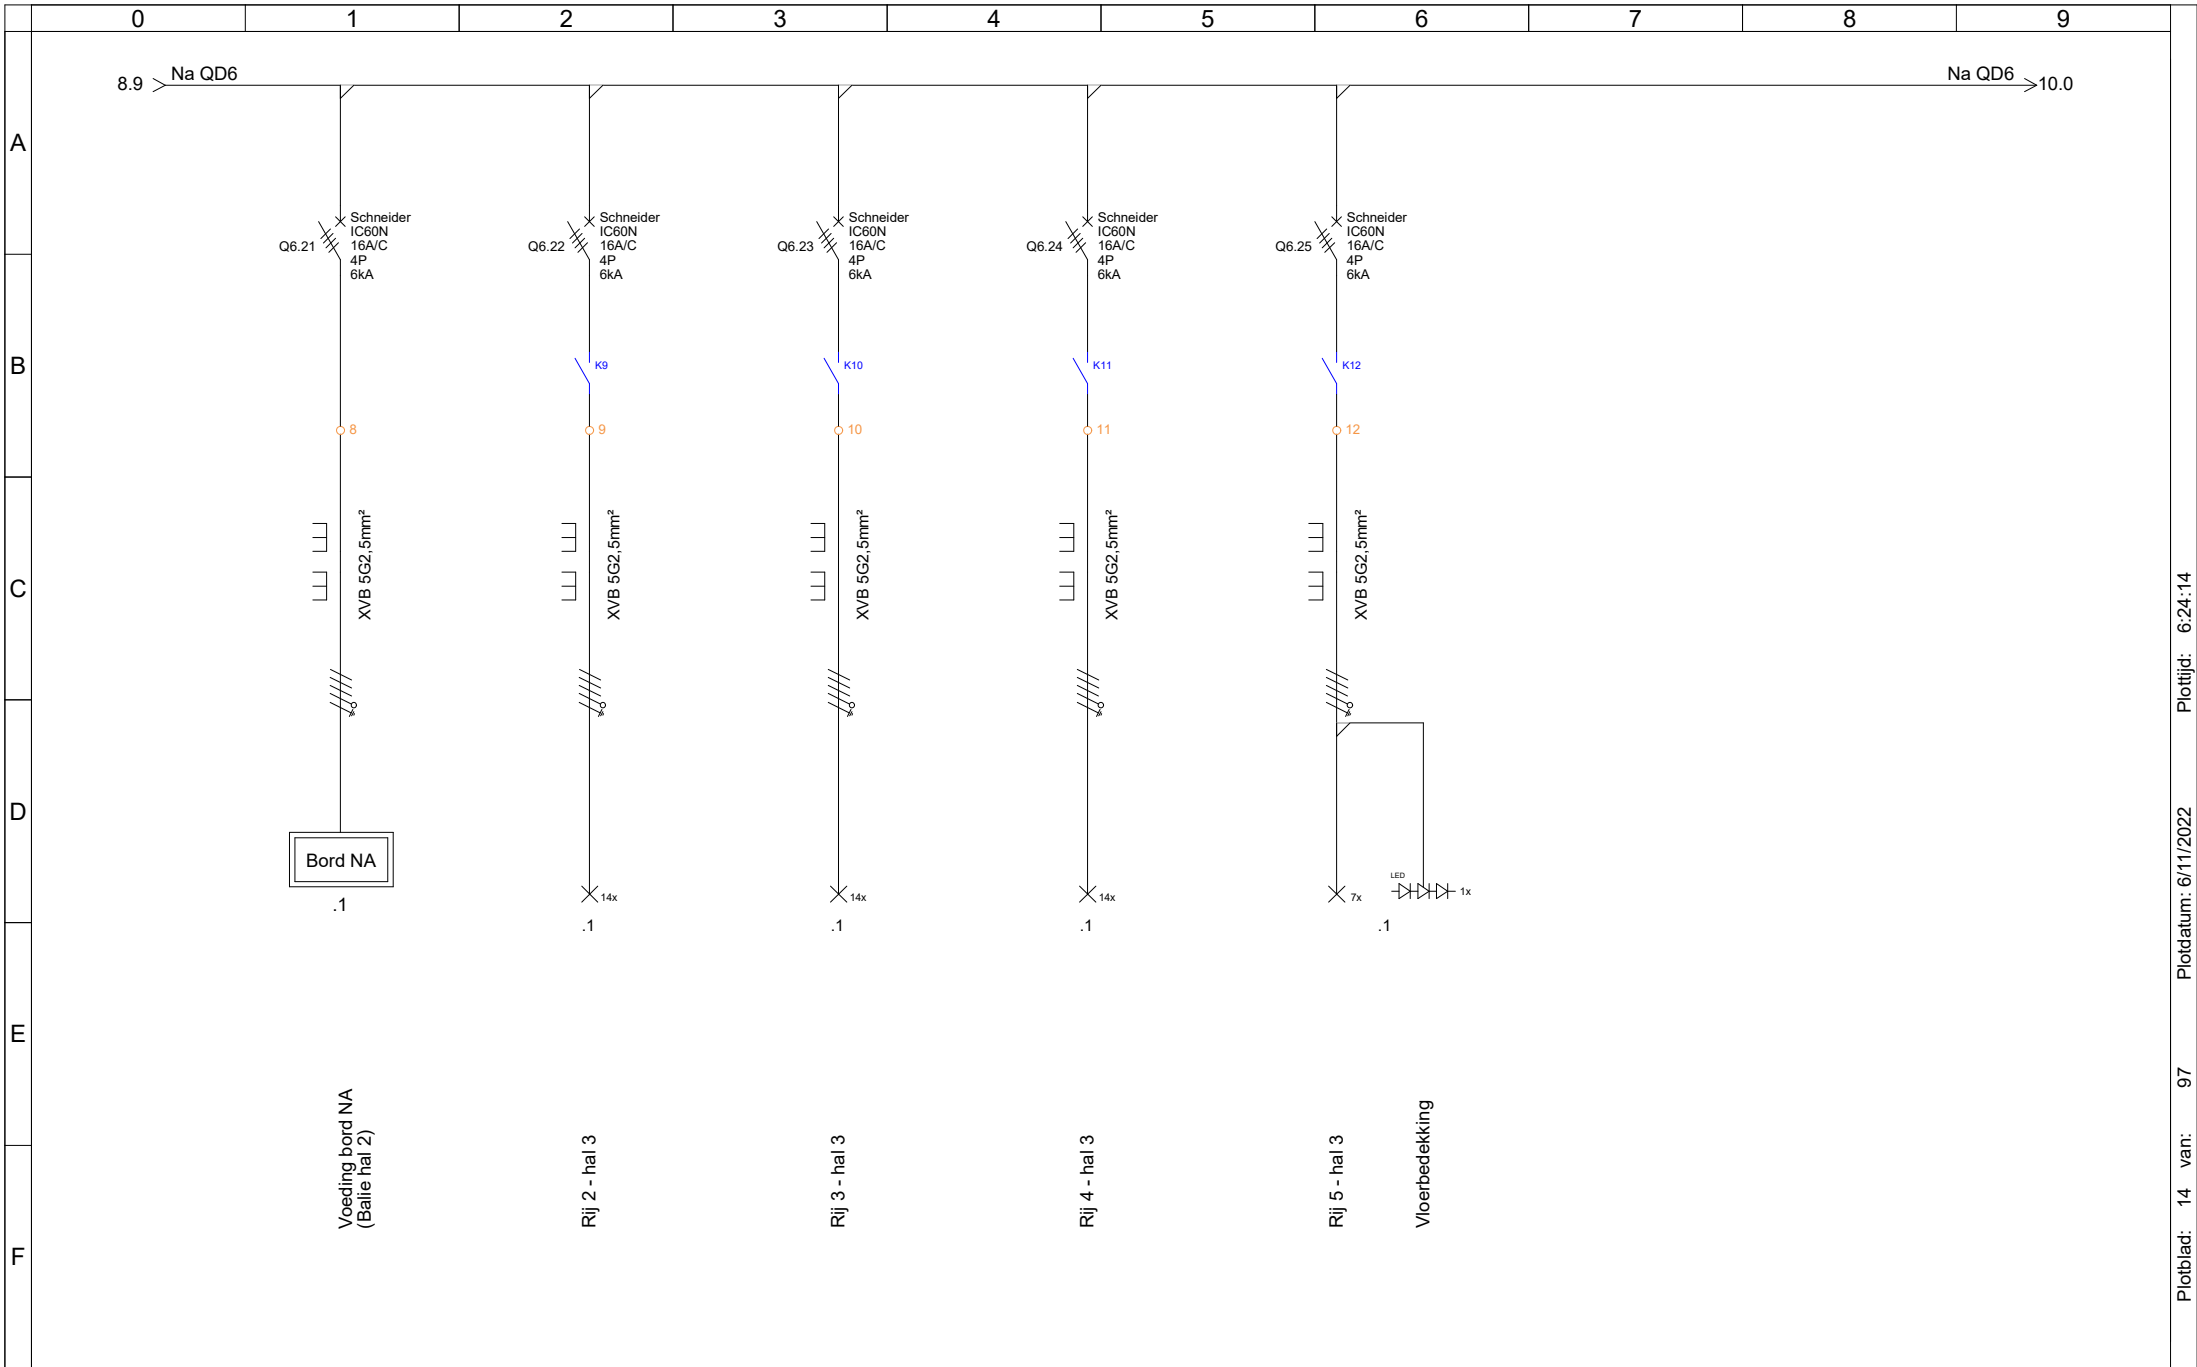 0 1 2 3 4 5 6 7 8 9
8.9 Na QD6 Na QD6 10.0
A
B
C
D
E
F
Q6.21
Schneider
IC60N
16A/C
4P
6kA
Q6.22
Schneider
IC60N
16A/C
4P
6kA
Q6.23
Schneider
IC60N
16A/C
4P
6kA
Q6.24
Schneider
IC60N
16A/C
4P
6kA
Q6.25
Schneider
IC60N
16A/C
4P
6kA
K9
K10
K11
K12
8
9
10
11
12
XVB 5G2,5mm²
XVB 5G2,5mm²
XVB 5G2,5mm²
XVB 5G2,5mm²
XVB 5G2,5mm²
Bord NA
.1
14x
.1
14x
.1
14x
.1
7x
LED
1x
.1
Voeding bord NA
(Balie hal 2)
Rij 2 - hal 3
Rij 3 - hal 3
Rij 4 - hal 3
Rij 5 - hal 3
Vloerbedekking
Plotblad: 14 van: 97 Plotdatum: 6/11/2022 Plottijd: 6:24:14